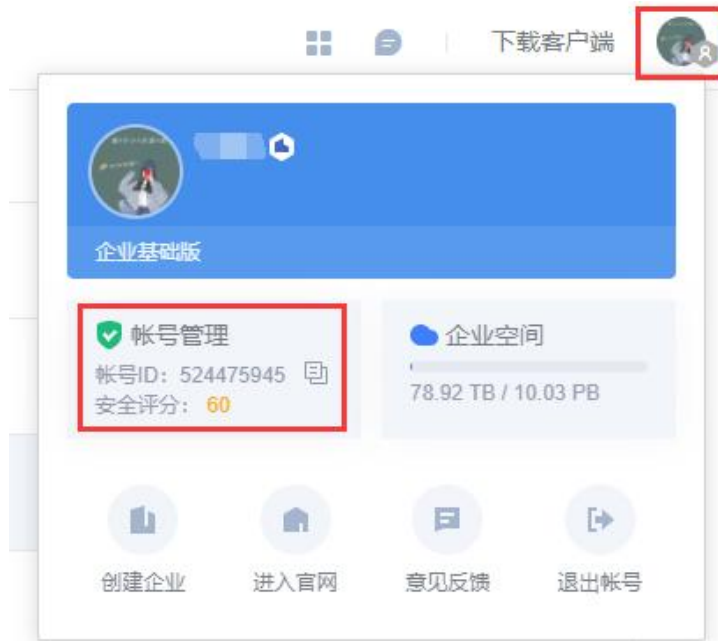 下载客户端
企业基础版
帐号管理
帐号ID：524475945
安全评分：60
企业空间
78.92 TB / 10.03 PB
创建企业
进入官网
意见反馈
退出帐号